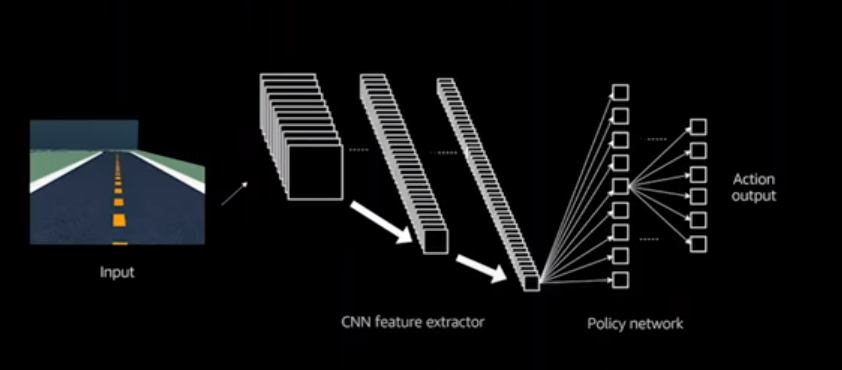 Input
CNN feature extractor
Policy network
Action
output